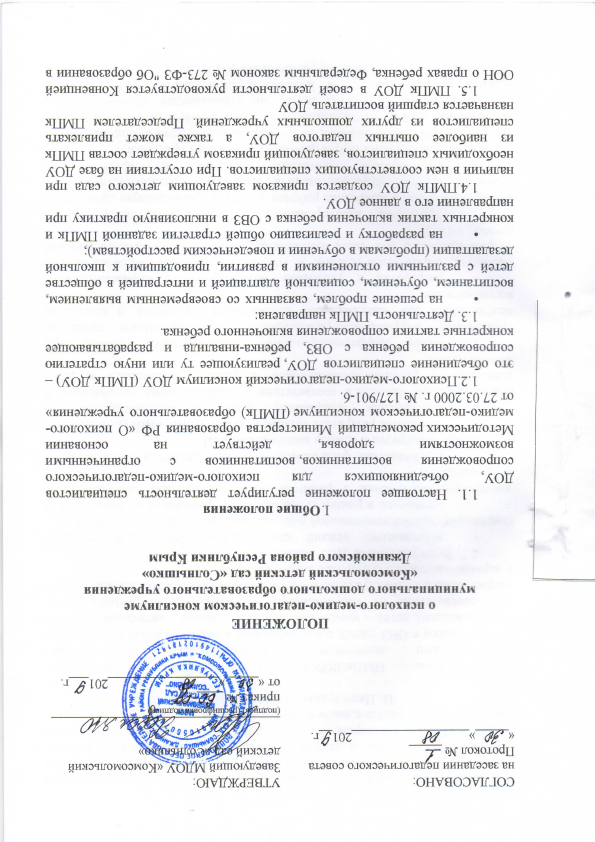 СОГЛАСОВАНО:
на заседании педагогического совета
Протокол № 1
« 30 » 08 2019 г.
УТВЕРЖДАЮ:
Заведующий МДОУ «Комсомольский
детский сад «Солнышко»
приказ №
от « 201 9 г.
ПОЛОЖЕНИЕ
о психолого-медико-педагогическом консилиуме
муниципального дошкольного образовательного учреждения
«Комсомольский детский сад «Солнышко»
Джанкойского района Республики Крым
I.Общие положения
1.1. Настоящее положение регулирует деятельность специалистов
ДОУ, объединяющихся для психолого-медико-педагогического
сопровождения воспитанников, воспитанников с ограниченными
возможностями здоровья, действует на основании
Методических рекомендаций Министерства образования РФ «О психолого-
медико-педагогическом консилиуме (ПМПк) образовательного учреждения»
от 27.03.2000 г. № 127/901-6.
1.2.Психолого-медико-педагогический консилиум ДОУ (ПМПк ДОУ) –
это объединение специалистов ДОУ, реализующее ту или иную стратегию
сопровождения ребенка с ОВЗ, ребенка-инвалида и разрабатывающее
конкретные тактики сопровождения включенного ребенка.
1.3. Деятельность ПМПк направлена:
• на решение проблем, связанных со своевременным выявлением,
воспитанием, обучением, социальной адаптацией и интеграцией в обществе
детей с различными отклонениями в развитии, приводящими к школьной
дезадаптации (проблемам в обучении и поведенческим расстройствам);
• на разработку и реализацию общей стратегии заданной ПМПк и
конкретных тактик включения ребенка с ОВЗ в инклюзивную практику при
направлении его в данное ДОУ.
1.4.ПМПк ДОУ создается приказом заведующим детского сада при
наличии в нем соответствующих специалистов. При отсутствии на базе ДОУ
необходимых специалистов, заведующий приказом утверждает состав ПМПк
из наиболее опытных педагогов ДОУ, а также может привлекать
специалистов из других дошкольных учреждений. Председателем ПМПк
назначается старший воспитатель ДОУ
1.5. ПМПк ДОУ в своей деятельности руководствуется Конвенцией
ООН о правах ребенка, Федеральным законом № 273-ФЗ "Об образовании в